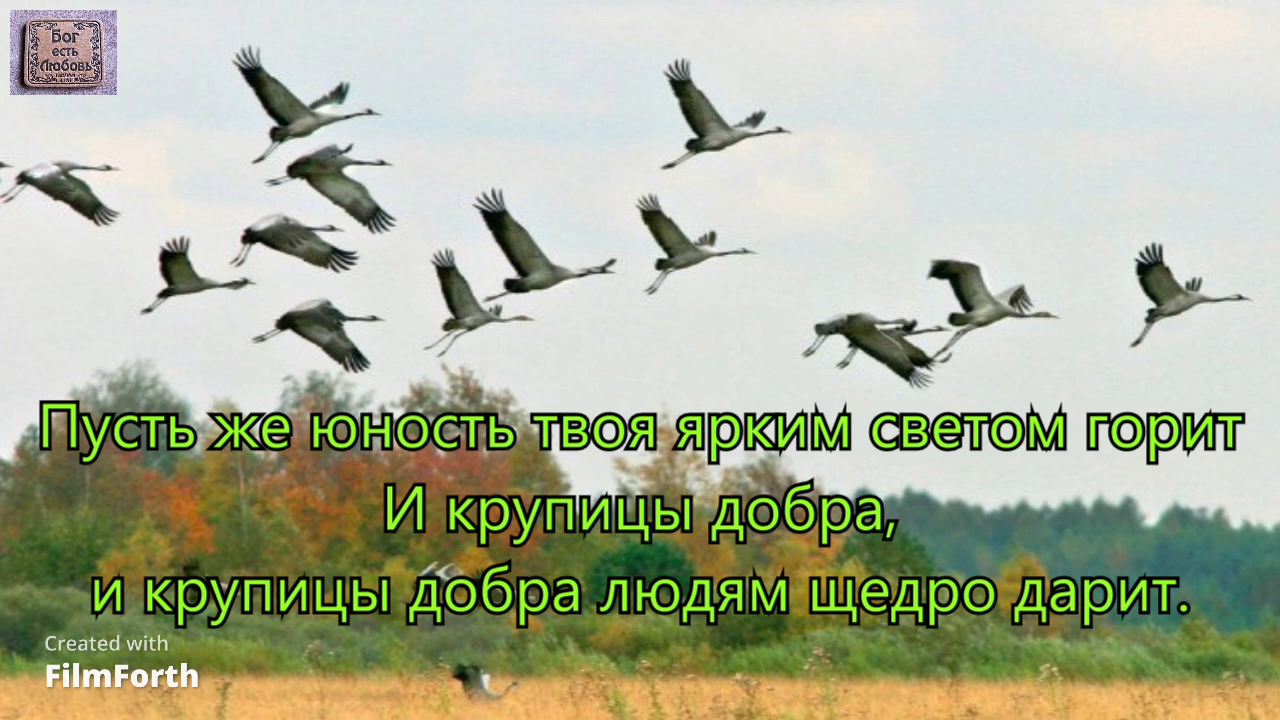 Бог
есть
Любовь
Пусть же юность твоя ярким светом горит
И крупицы добра,
и крупицы добра людям щедро дарит.
Created with
FilmForth